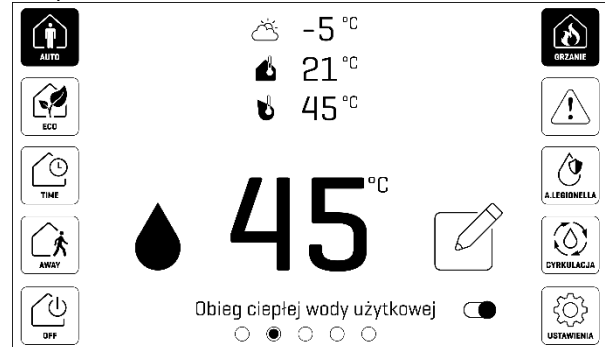 AUTO
ECO
TIME
AWAY
OFF
-5 °C
21 °C
45 °C
45 °C
Obieg ciepłej wody użytkowej
GRZANIE
A.LEGIONELLA
CYRKULACJA
USTAWIENIA